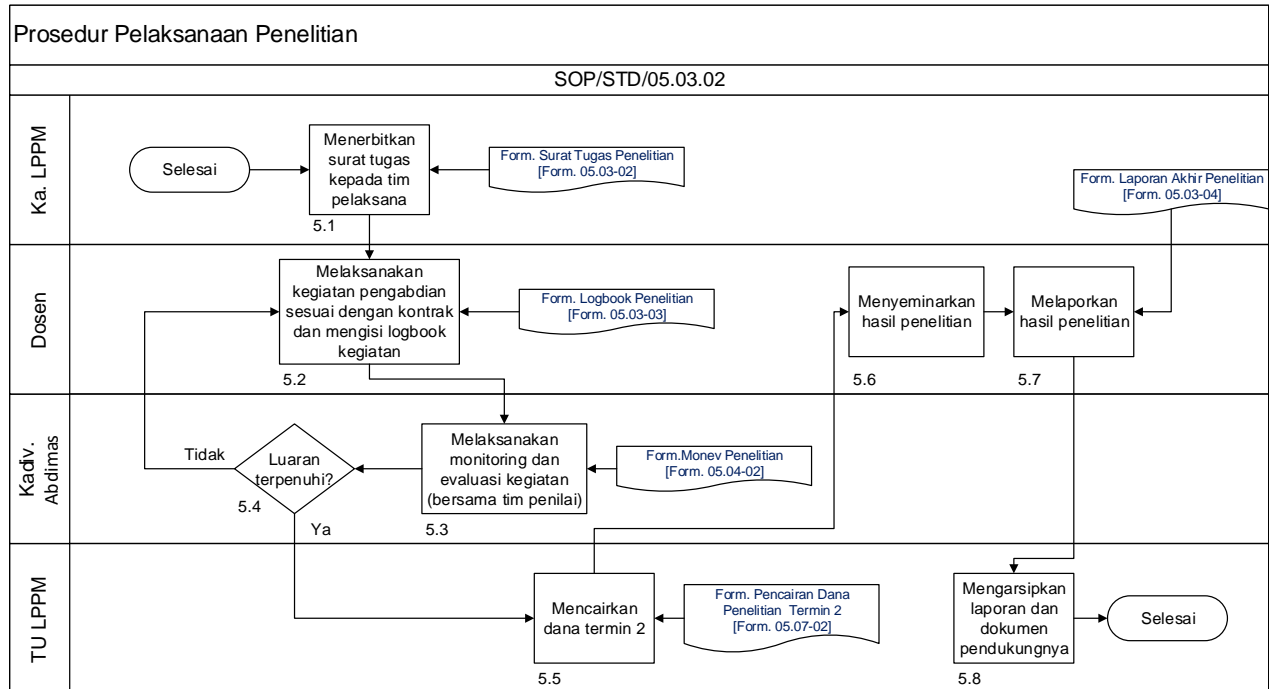 Prosedur Pelaksanaan Penelitian
SOP/STD/05.03.02
Ka. LPPM
Selesai
Menerbitkan
surat tugas
kepada tim
pelaksana
5.1
Form. Surat Tugas Penelitian
[Form. 05.03-02]
Form. Laporan Akhir Penelitian
[Form. 05.03-04]
Dosen
Melaksanakan
kegiatan pengabdian
sesuai dengan kontrak
dan mengisi logbook
kegiatan
5.2
Form. Logbook Penelitian
[Form. 05.03-03]
Menyeminarkan
hasil penelitian
5.6
Melaporkan
hasil penelitian
5.7
Kadiv.
Abdimas
Tidak
Luaran
terpenuhi?
5.4
Ya
Melaksanakan
monitoring dan
evaluasi kegiatan
(bersama tim penilai)
5.3
Form.Monev Penelitian
[Form. 05.04-02]
TU LPPM
Mencairkan
dana termin 2
5.5
Form. Pencairan Dana
Penelitian Termin 2
[Form. 05.07-02]
Mengarsipkan
laporan dan
dokumen
pendukungnya
5.8
Selesai